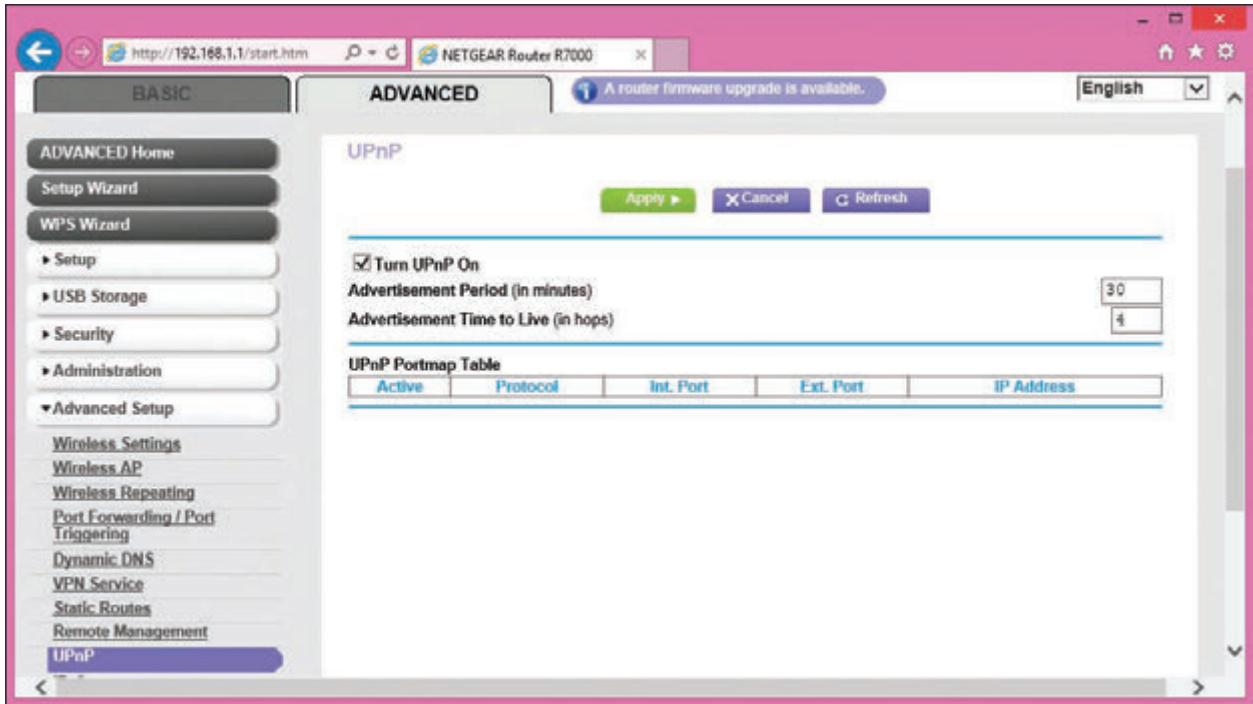 http://192.168.1.1/start.htm
NETGEAR Router R7000
BASIC
ADVANCED
A router firmware upgrade is available.
English
ADVANCED Home
Setup Wizard
WPS Wizard
Setup
USB Storage
Security
Administration
Advanced Setup
Wireless Settings
Wireless AP
Wireless Repeating
Port Forwarding / Port
Triggering
Dynamic DNS
VPN Service
Static Routes
Remote Management
UPnP
UPnP
Apply
Cancel
Refresh
Turn UPnP On
Advertisement Period (in minutes) 30
Advertisement Time to Live (in hops) 4
UPnP Portmap Table
Active Protocol Int. Port Ext. Port IP Address